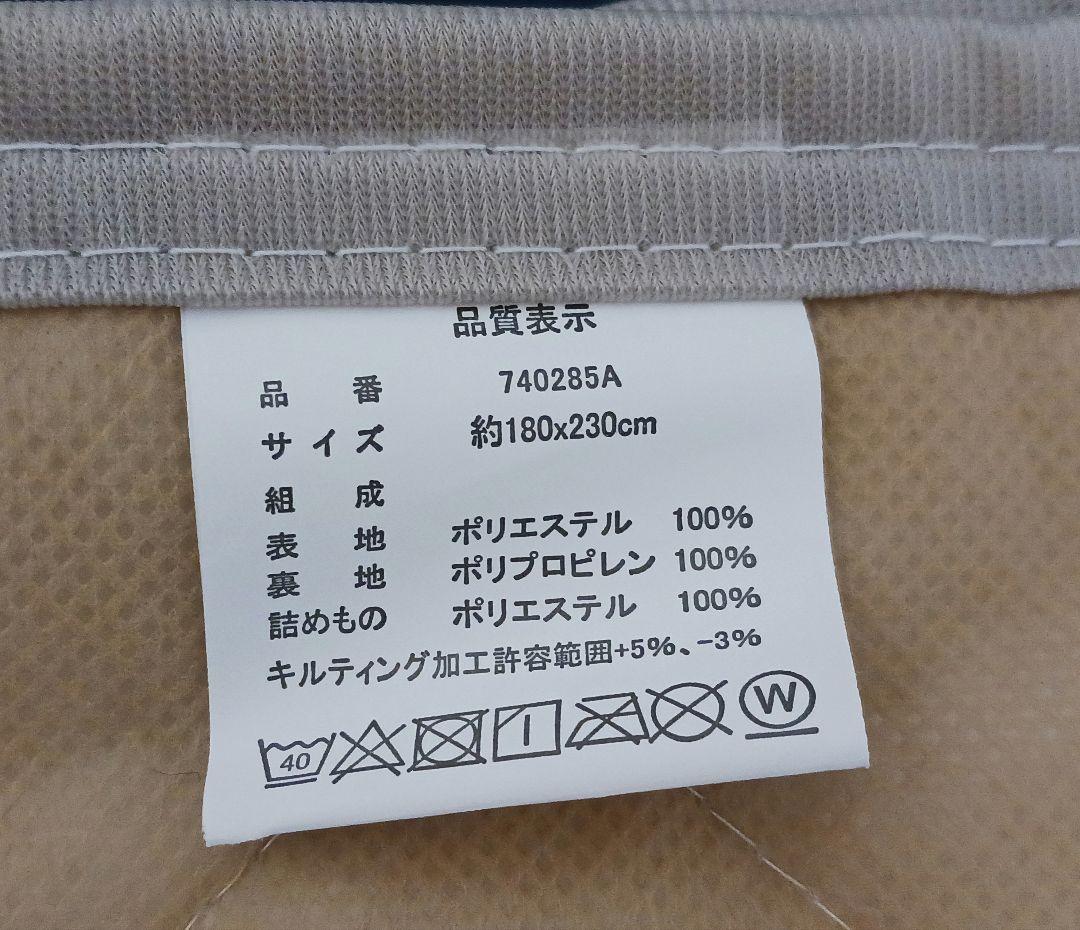 品質表示
品番 740285A
サイズ 約180x230cm
組成
表地 ポリエステル 100%
裏地 ポリプロピレン 100%
詰めもの ポリエステル 100%
キルティング加工許容範囲+5%、-3%
40 W